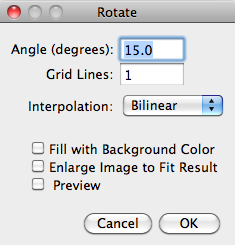 Rotate
Angle (degrees): 15.0
Grid Lines: 1
Interpolation: Bilinear
Fill with Background Color
Enlarge Image to Fit Result
Preview
Cancel OK